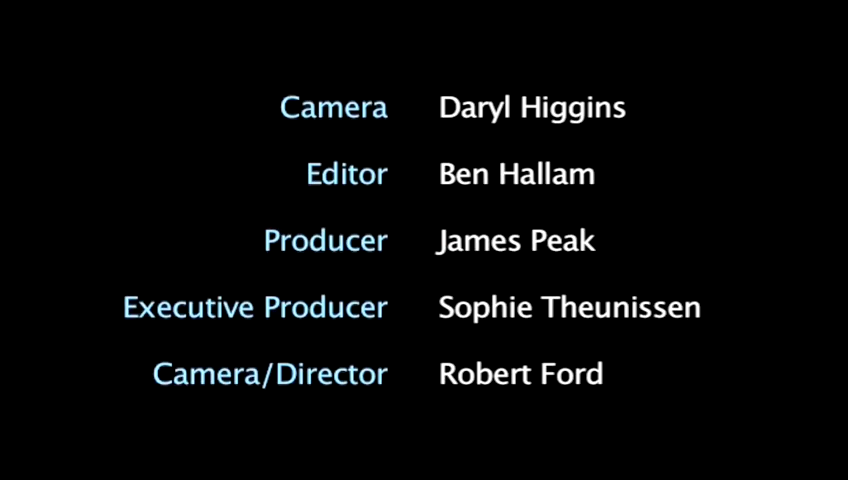 Camera Daryl Higgins
Editor Ben Hallam
Producer James Peak
Executive Producer Sophie Theunissen
Camera/Director Robert Ford